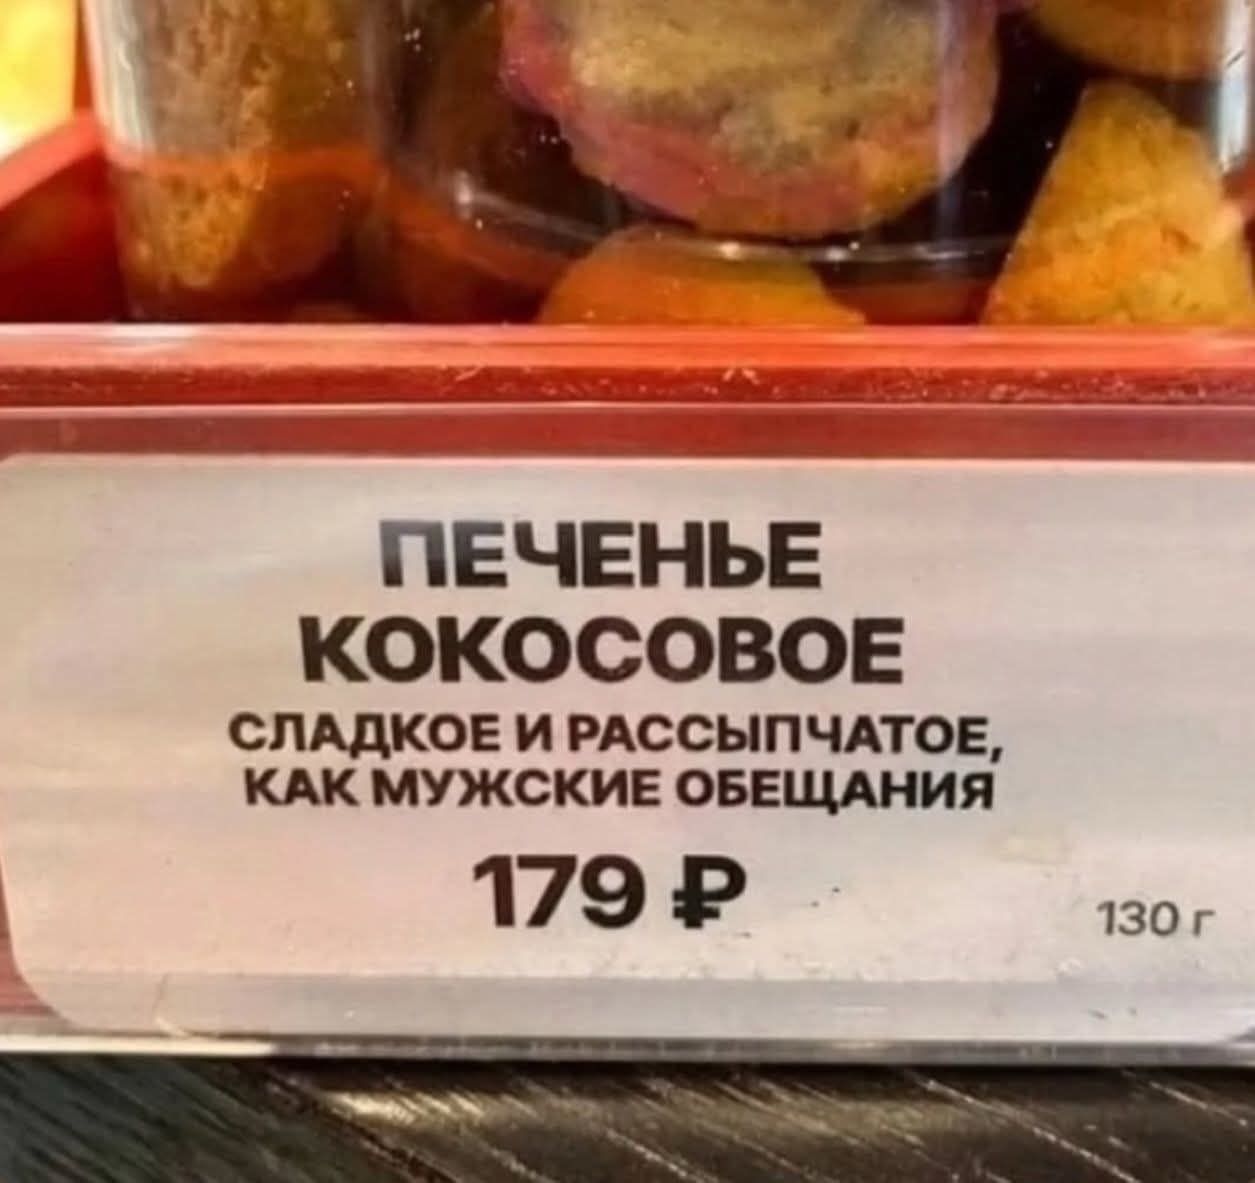 ПЕЧЕНЬЕ
КОКОСОВОЕ
СЛАДКОЕ И РАССЫПЧАТОЕ,
КАК МУЖСКИЕ ОБЕЩАНИЯ
179 ₽
130 г